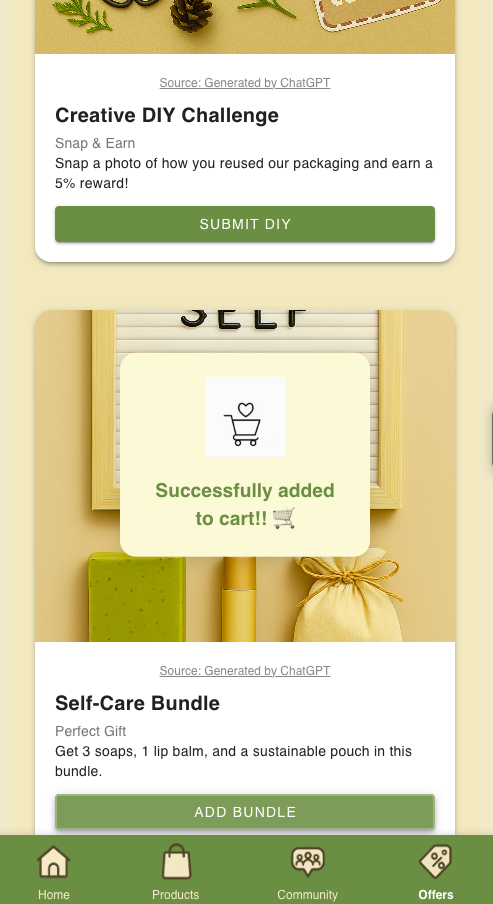 Source: Generated by ChatGPT
Creative DIY Challenge
Snap & Earn
Snap a photo of how you reused our packaging and earn a
5% reward!
SUBMIT DIY
SELF
Successfully added
to cart!! 🛒
Source: Generated by ChatGPT
Self-Care Bundle
Perfect Gift
Get 3 soaps, 1 lip balm, and a sustainable pouch in this
bundle.
ADD BUNDLE
Home
Products
Community
Offers